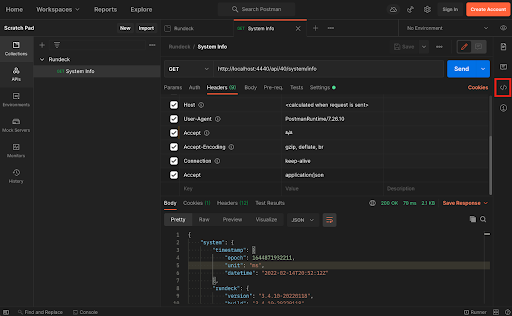 Home Workspaces Reports Explore
Search Postman
Sign In Create Account
Scratch Pad
New Import
Rundeck
System Info
No Environment
Collections
APIs
Environments
Mock Servers
Monitors
History
Rundeck
GET System Info
Rundeck / System Info
Save
GET http://localhost:4440/api/40/system/info
Send
Params Auth Headers (9) Body Pre-req. Tests Settings
Cookies
Host <calculated when request is sent>
User-Agent PostmanRuntime/7.26.10
Accept */*
Accept-Encoding gzip, deflate, br
Connection keep-alive
Accept application/json
Key Value Description
Body Cookies (1) Headers (12) Test Results
200 OK 79 ms 2.1 KB Save Response
Pretty Raw Preview Visualize JSON
1 {
2 "system": {
3 "timestamp": {
4 "epoch": 1644871932211,
5 "unit": "ms",
6 "datetime": "2022-02-14T20:52:12Z"
7 },
8 "rundeck": {
9 "version": "3.4.10-20220118",
"build": "3.4.10-20220118",
Find and Replace Console
Runner